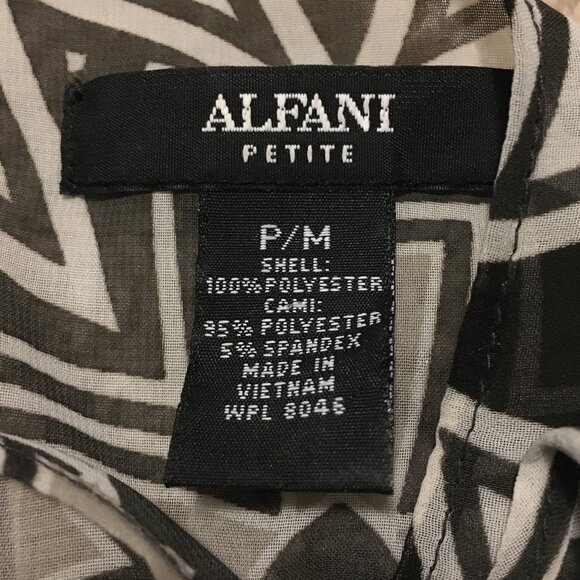 ALFANI
PETITE
P/M
SHELL:
100% POLYESTER
CAMI:
95% POLYESTER
5% SPANDEX
MADE IN
VIETNAM
WPL 8046